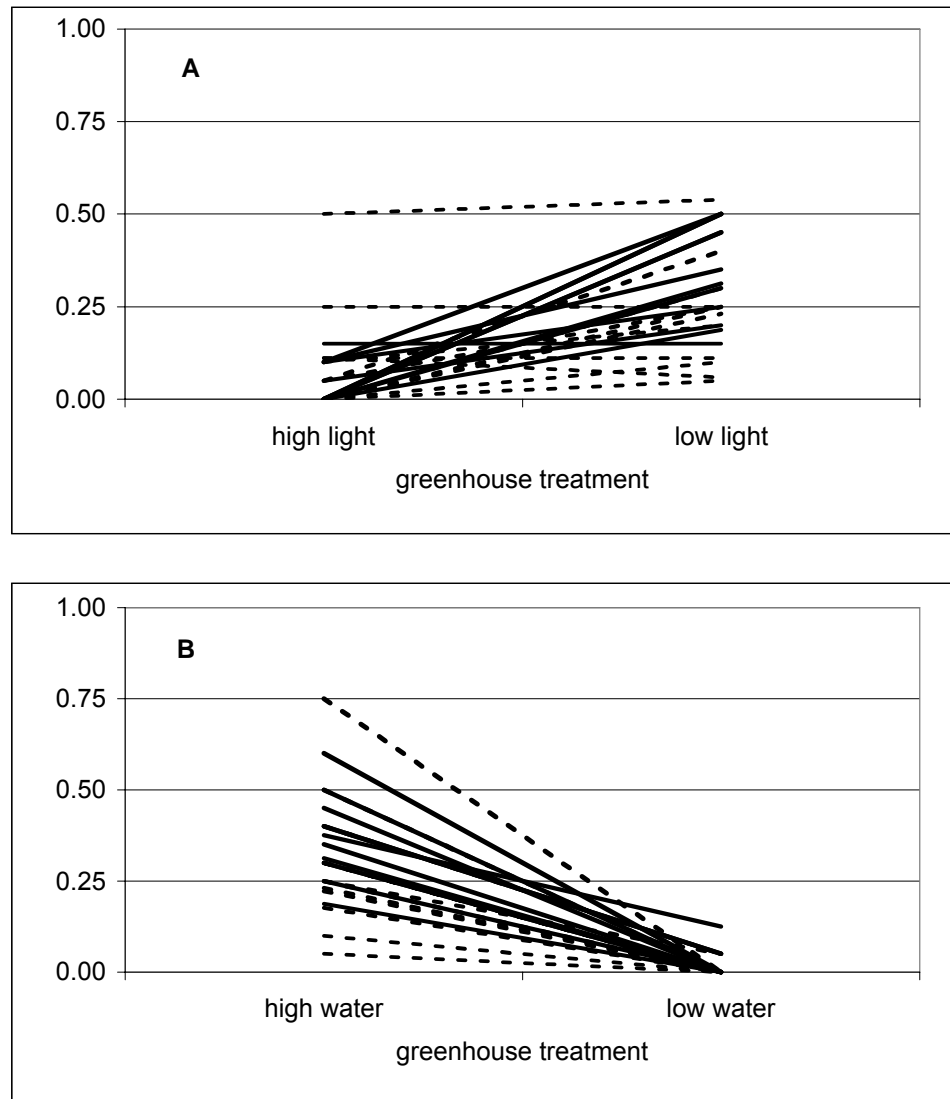 1.00
A
0.75
0.50
0.25
0.00
high light low light
greenhouse treatment
1.00
B
0.75
0.50
0.25
0.00
high water low water
greenhouse treatment